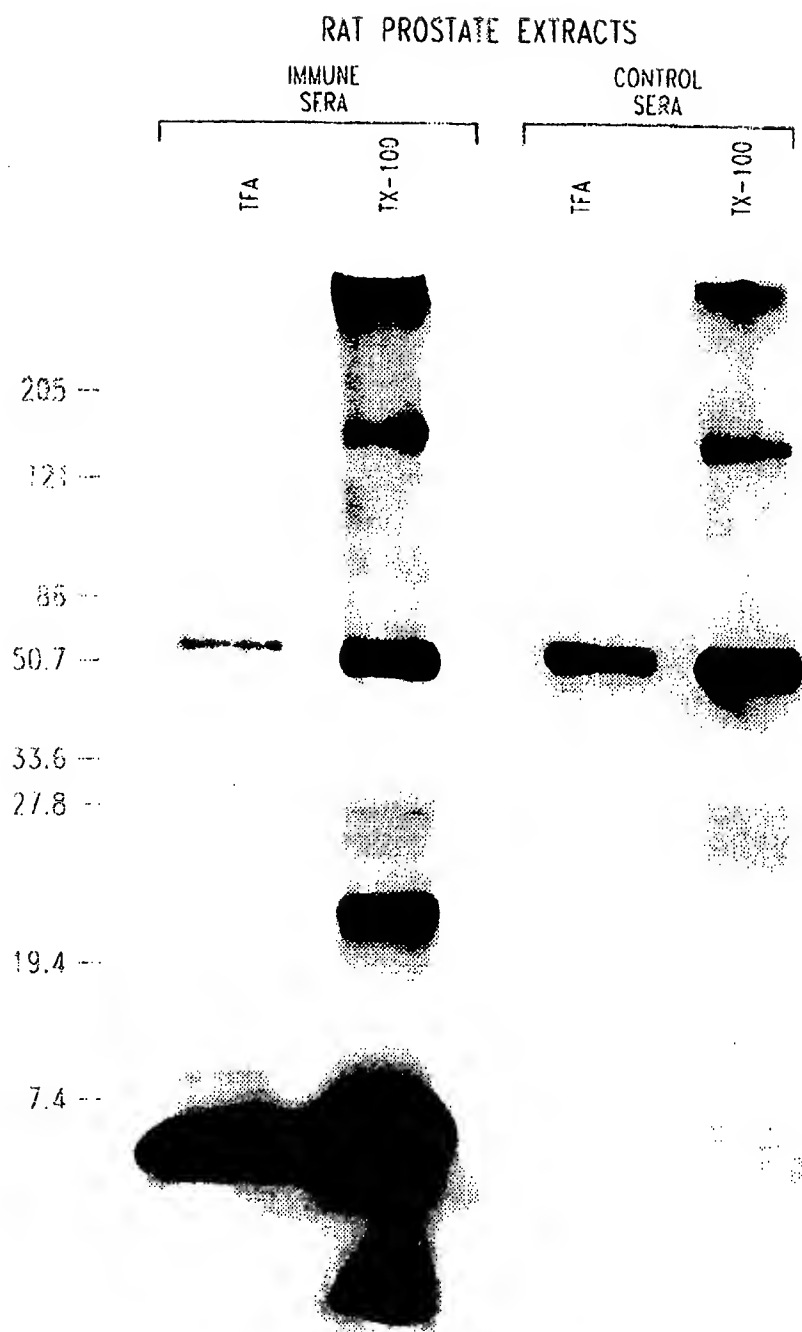 RAT PROSTATE EXTRACTS
IMMUNE SERA
CONTROL SERA
TFA
TX-100
TFA
TX-100
205
121
86
50.7
33.6
27.8
19.4
7.4